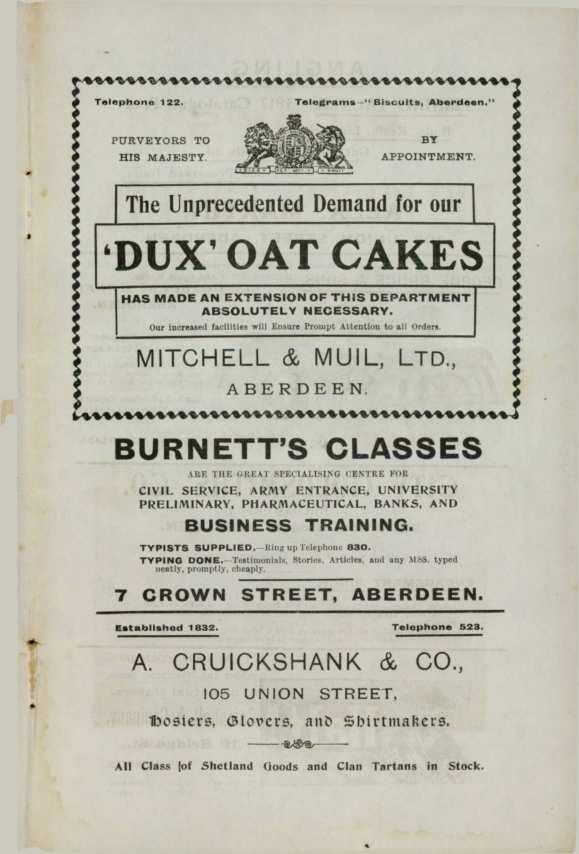 Telephone 122. Telegrams—"Biscuits, Aberdeen."
PURVEYORS TO
HIS MAJESTY.
BY
APPOINTMENT.
The Unprecedented Demand for our
'DUX' OAT CAKES
HAS MADE AN EXTENSION OF THIS DEPARTMENT
ABSOLUTELY NECESSARY.
Our increased facilities will Ensure Prompt Attention to all Orders.
MITCHELL & MUIL, LTD.,
ABERDEEN.
BURNETT'S CLASSES
ARE THE GREAT SPECIALISING CENTRE FOR
CIVIL SERVICE, ARMY ENTRANCE, UNIVERSITY
PRELIMINARY, PHARMACEUTICAL, BANKS, AND
BUSINESS TRAINING.
TYPISTS SUPPLIED.—Ring up Telephone 830.
TYPING DONE.—Testimonials, Stories, Articles, and any MSS. typed
neatly, promptly, cheaply.
7 CROWN STREET, ABERDEEN.
Established 1832. Telephone 523.
A. CRUICKSHANK & CO.,
105 UNION STREET,
Hosiers, Glovers, and Shirtmakers.
All Class of Shetland Goods and Clan Tartans in Stock.